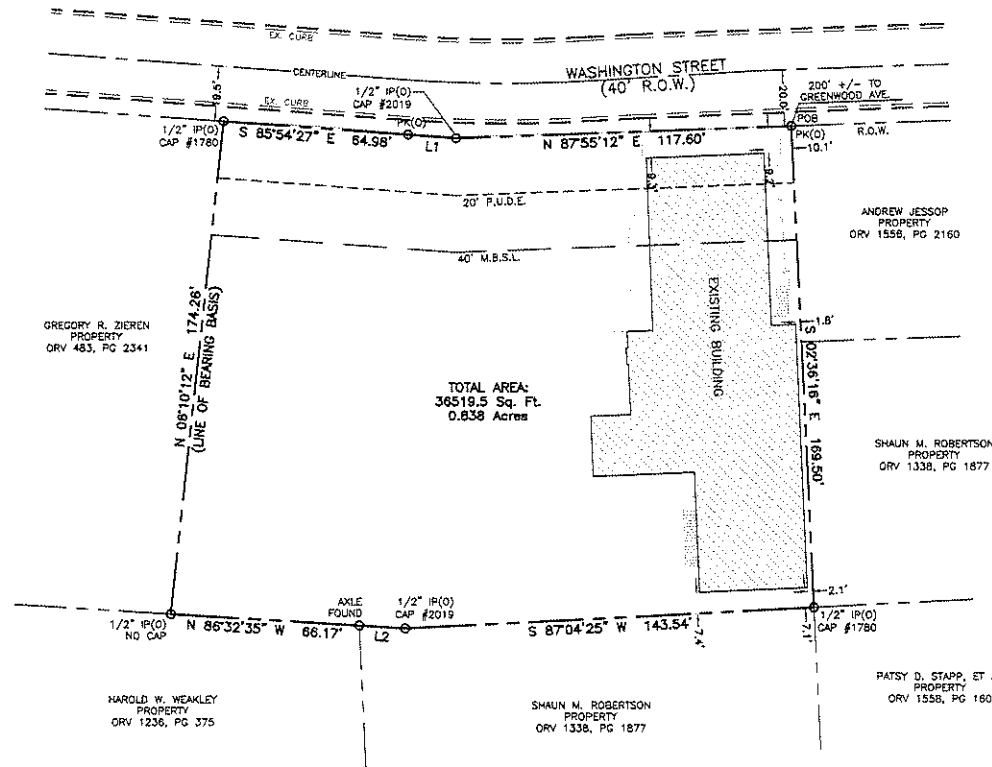 EX. CURB
CENTERLINE
WASHINGTON STREET
(40' R.O.W.)
200' +/- TO
GREENWOOD AVE.
1/2" IP(O)
CAP #2019
EX. CURB
19.5'
20.0'
POB
PK(O)
R.O.W.
1/2" IP(O)
CAP #1780
S 85°54'27" E 64.98'
PK(O)
L1
N 87°55'12" E 117.60'
10.1'
9.3'
9.2'
20' P.U.D.E.
ANDREW JESSOP
PROPERTY
ORV 1558, PG 2160
40' M.B.S.L.
EXISTING BUILDING
GREGORY R. ZIEREN
PROPERTY
ORV 483, PG 2341
N 06°10'12" E 174.26'
(LINE OF BEARING BASIS)
1.8'
S 02°36'16" E 169.50'
TOTAL AREA:
36519.5 Sq. Ft.
0.838 Acres
SHAUN M. ROBERTSON
PROPERTY
ORV 1338, PG 1877
2.1'
AXLE
FOUND
1/2" IP(O)
CAP #2019
1/2" IP(O)
NO CAP
N 86°32'35" W 66.17'
L2
S 87°04'25" W 143.54'
7.4'
7.1'
1/2" IP(O)
CAP #1780
HAROLD W. WEAKLEY
PROPERTY
ORV 1236, PG 375
SHAUN M. ROBERTSON
PROPERTY
ORV 1338, PG 1877
PATSY D. STAPP, ET
PROPERTY
ORV 1558, PG 160